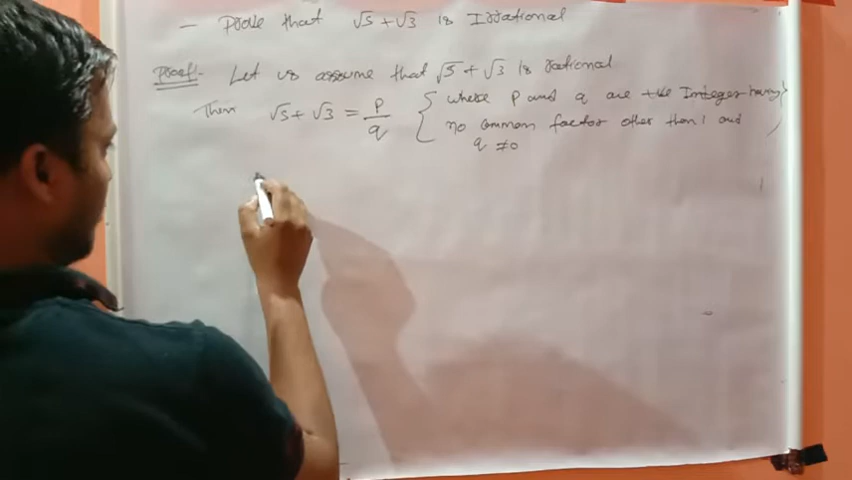 — Prove that √5 + √3 is Irrational
Proof:- Let us assume that √5 + √3 is rational
Then √5 + √3 = p/q { where p and q are the Integer having
no common factor other than 1 and
q ≠ 0 }